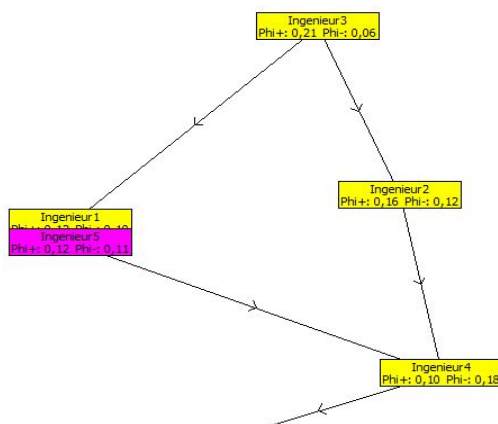 Ingenieur3
Phi+: 0,21 Phi-: 0,06
Ingenieur2
Phi+: 0,16 Phi-: 0,12
Ingenieur1
Ingenieur5
Phi+: 0,12 Phi-: 0,11
Ingenieur4
Phi+: 0,10 Phi-: 0,18